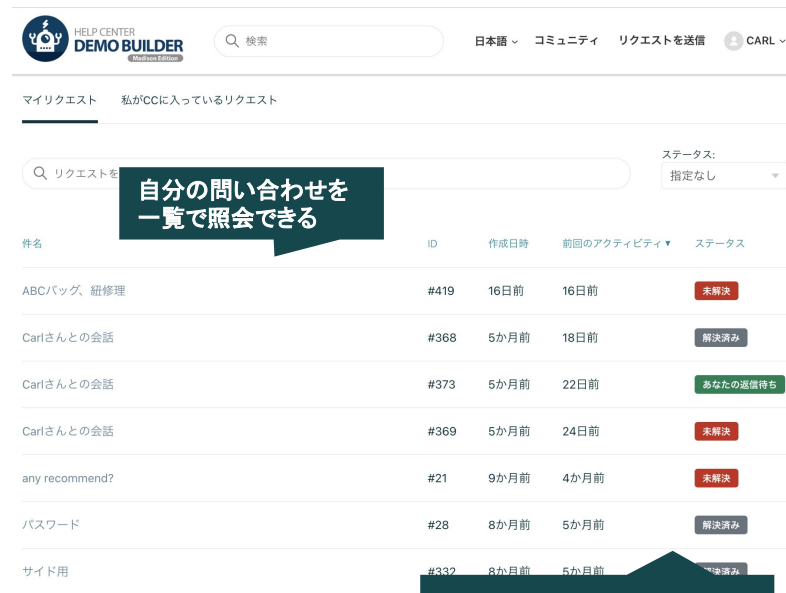 HELP CENTER
DEMO BUILDER
Madison Edition
検索
日本語
コミュニティ
リクエストを送信
CARL
マイリクエスト
私がCCに入っているリクエスト
ステータス:
リクエストを
指定なし
自分の問い合わせを
一覧で照会できる
件名 ID 作成日時 前回のアクティビティ▼ ステータス
ABCバッグ、紐修理 #419 16日前 16日前 未解決
Carlさんとの会話 #368 5か月前 18日前 解決済み
Carlさんとの会話 #373 5か月前 22日前 あなたの返信待ち
Carlさんとの会話 #369 5か月前 24日前 未解決
any recommend? #21 9か月前 4か月前 未解決
パスワード #28 8か月前 5か月前 解決済み
サイド用 #332 8か月前 5か月前 解決済み